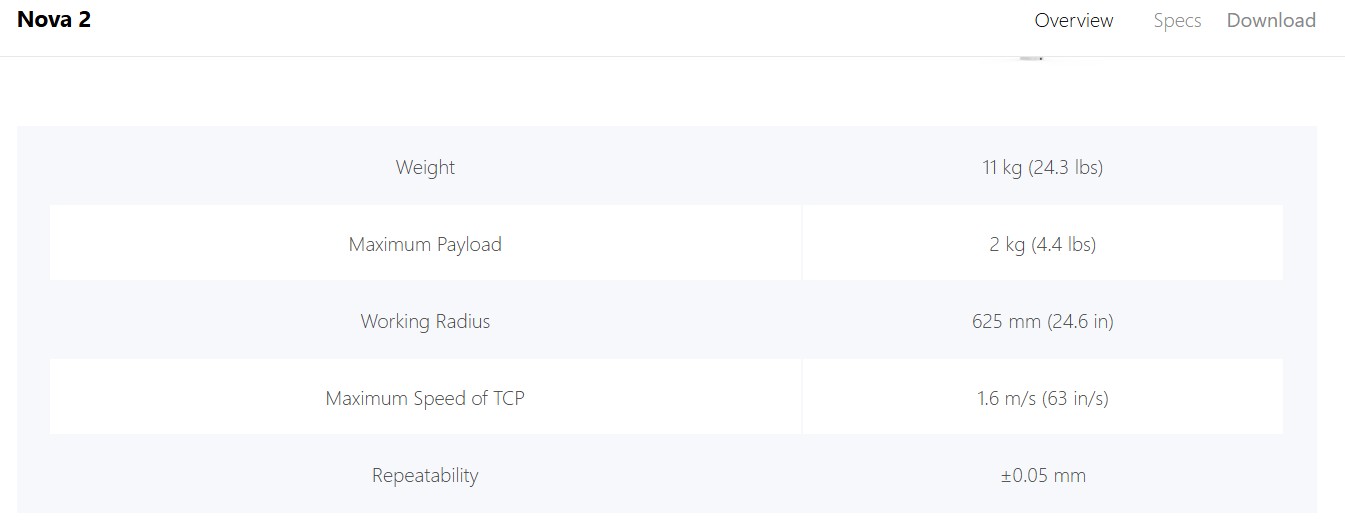 Nova 2 Overview Specs Download
Weight 11 kg (24.3 lbs)
Maximum Payload 2 kg (4.4 lbs)
Working Radius 625 mm (24.6 in)
Maximum Speed of TCP 1.6 m/s (63 in/s)
Repeatability ±0.05 mm